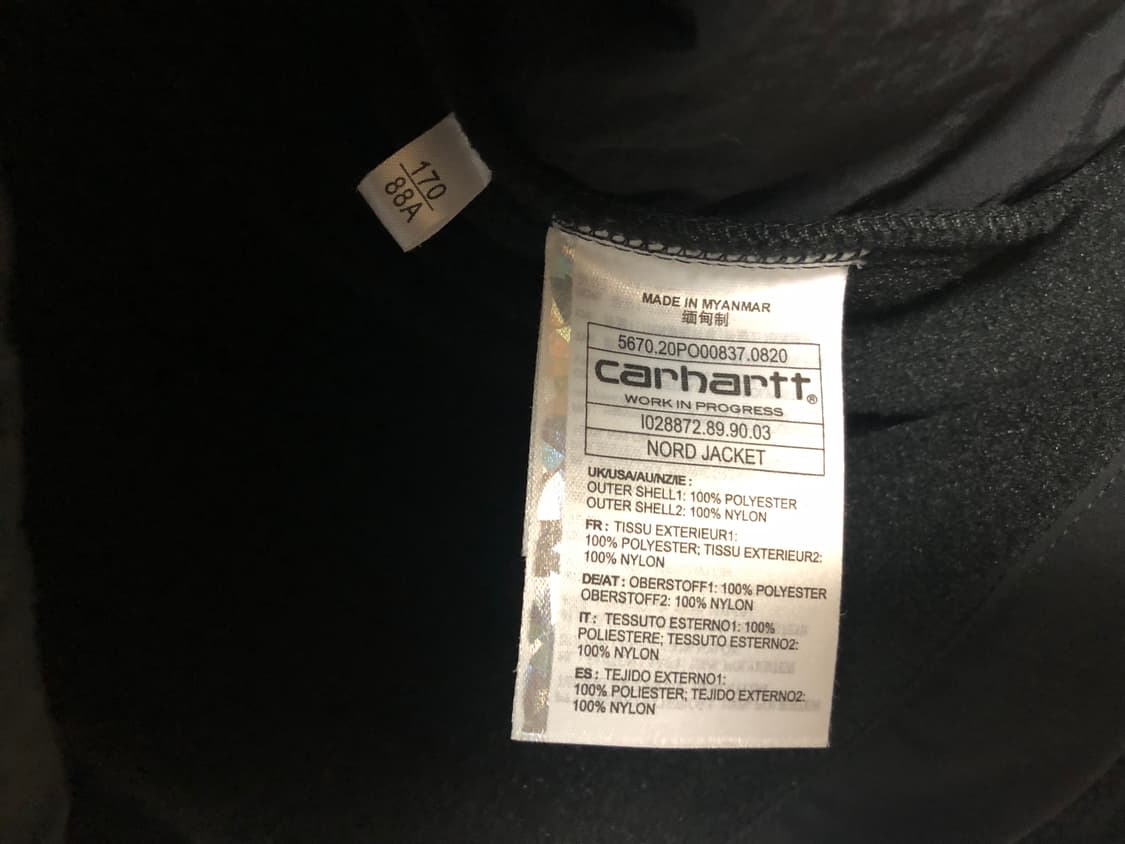 170
88A
MADE IN MYANMAR
缅甸制
5670.20PO00837.0820
carhartt®
WORK IN PROGRESS
I028872.89.90.03
NORD JACKET
UK/USA/AU/NZ/IE :
OUTER SHELL1: 100% POLYESTER
OUTER SHELL2: 100% NYLON
FR : TISSU EXTERIEUR1:
100% POLYESTER; TISSU EXTERIEUR2:
100% NYLON
DE/AT : OBERSTOFF1: 100% POLYESTER
OBERSTOFF2: 100% NYLON
IT : TESSUTO ESTERNO1: 100%
POLIESTERE; TESSUTO ESTERNO2:
100% NYLON
ES : TEJIDO EXTERNO1:
100% POLIESTER; TEJIDO EXTERNO2:
100% NYLON